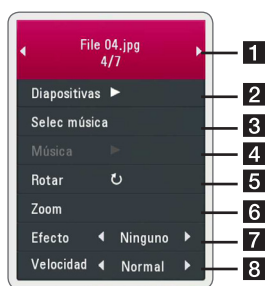 File 04.jpg
4/7
1
Diapositivas
2
Selec música
3
Música
4
Rotar
5
Zoom
6
Efecto Ninguno
7
Velocidad Normal
8